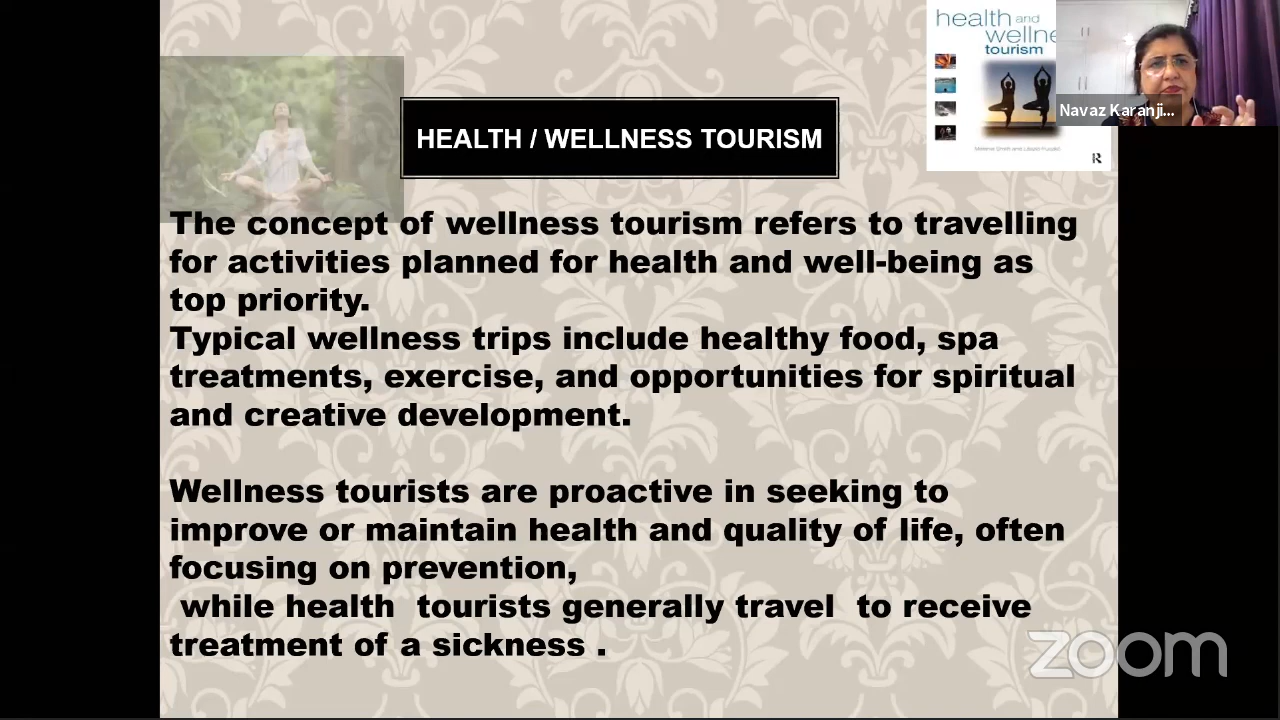 health and
wellne
tourism
Navaz Karanji...
HEALTH / WELLNESS TOURISM
R
The concept of wellness tourism refers to travelling
for activities planned for health and well-being as
top priority.
Typical wellness trips include healthy food, spa
treatments, exercise, and opportunities for spiritual
and creative development.
Wellness tourists are proactive in seeking to
improve or maintain health and quality of life, often
focusing on prevention,
while health tourists generally travel to receive
treatment of a sickness .
zoom